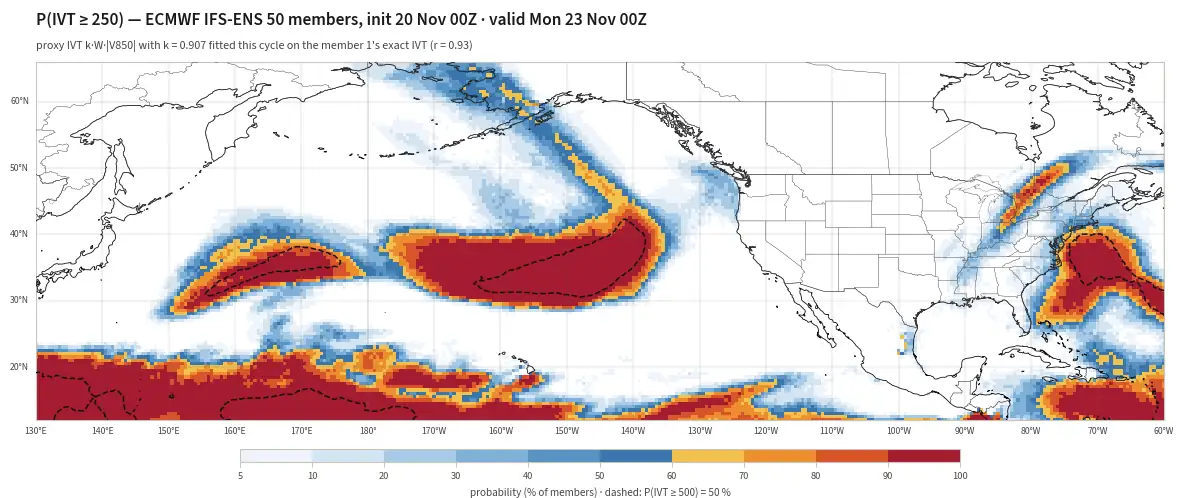 P(IVT ≥ 250) — ECMWF IFS-ENS 50 members, init 20 Nov 00Z · valid Mon 23 Nov 00Z
proxy IVT k·W·|V850| with k = 0.907 fitted this cycle on the member 1's exact IVT (r = 0.93)
60°N
50°N
40°N
30°N
20°N
130°E 140°E 150°E 160°E 170°E 180° 170°W 160°W 150°W 140°W 130°W 120°W 110°W 100°W 90°W 80°W 70°W 60°W
5 10 20 30 40 50 60 70 80 90 100
probability (% of members) · dashed: P(IVT ≥ 500) = 50 %